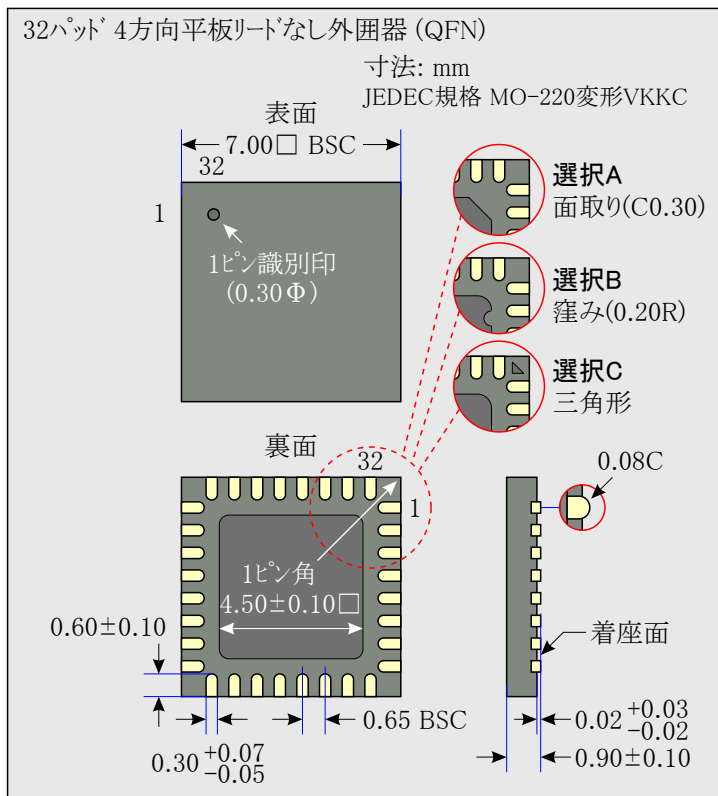 32パッド 4方向平板リードなし外囲器 (QFN)
寸法: mm
JEDEC規格 MO-220変形VKKC
表面
7.00□ BSC
32
1
1ピン識別印
(0.30Φ)
選択A
面取り(C0.30)
選択B
窪み(0.20R)
選択C
三角形
裏面
32
1
1ピン角
4.50±0.10□
0.60±0.10
0.65 BSC
0.30 +0.07
-0.05
0.08C
着座面
0.02 +0.03
-0.02
0.90±0.10